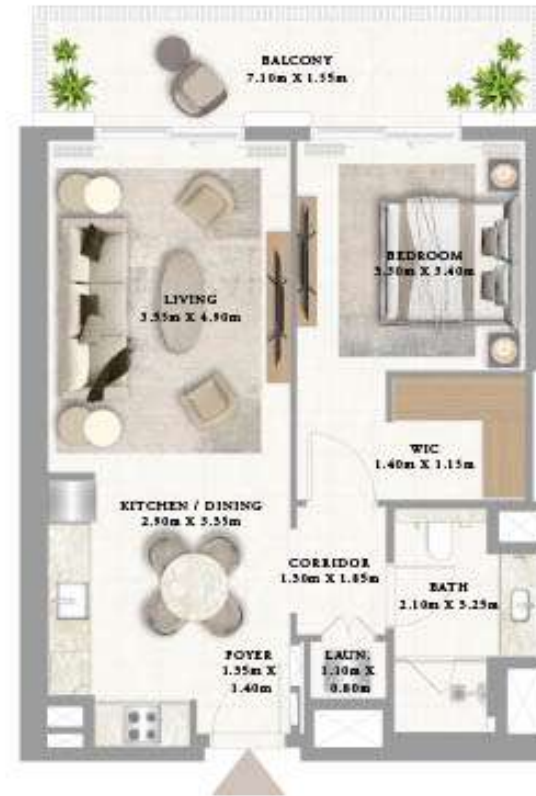 BALCONY
7.10m X 1.55m
BEDROOM
3.30m X 3.40m
LIVING
3.55m X 4.90m
WIC
1.40m X 1.15m
KITCHEN / DINING
2.90m X 3.55m
CORRIDOR
1.30m X 1.85m
BATH
2.10m X 3.25m
FOYER
1.55m X
1.40m
LAUN.
1.10m X
0.80m